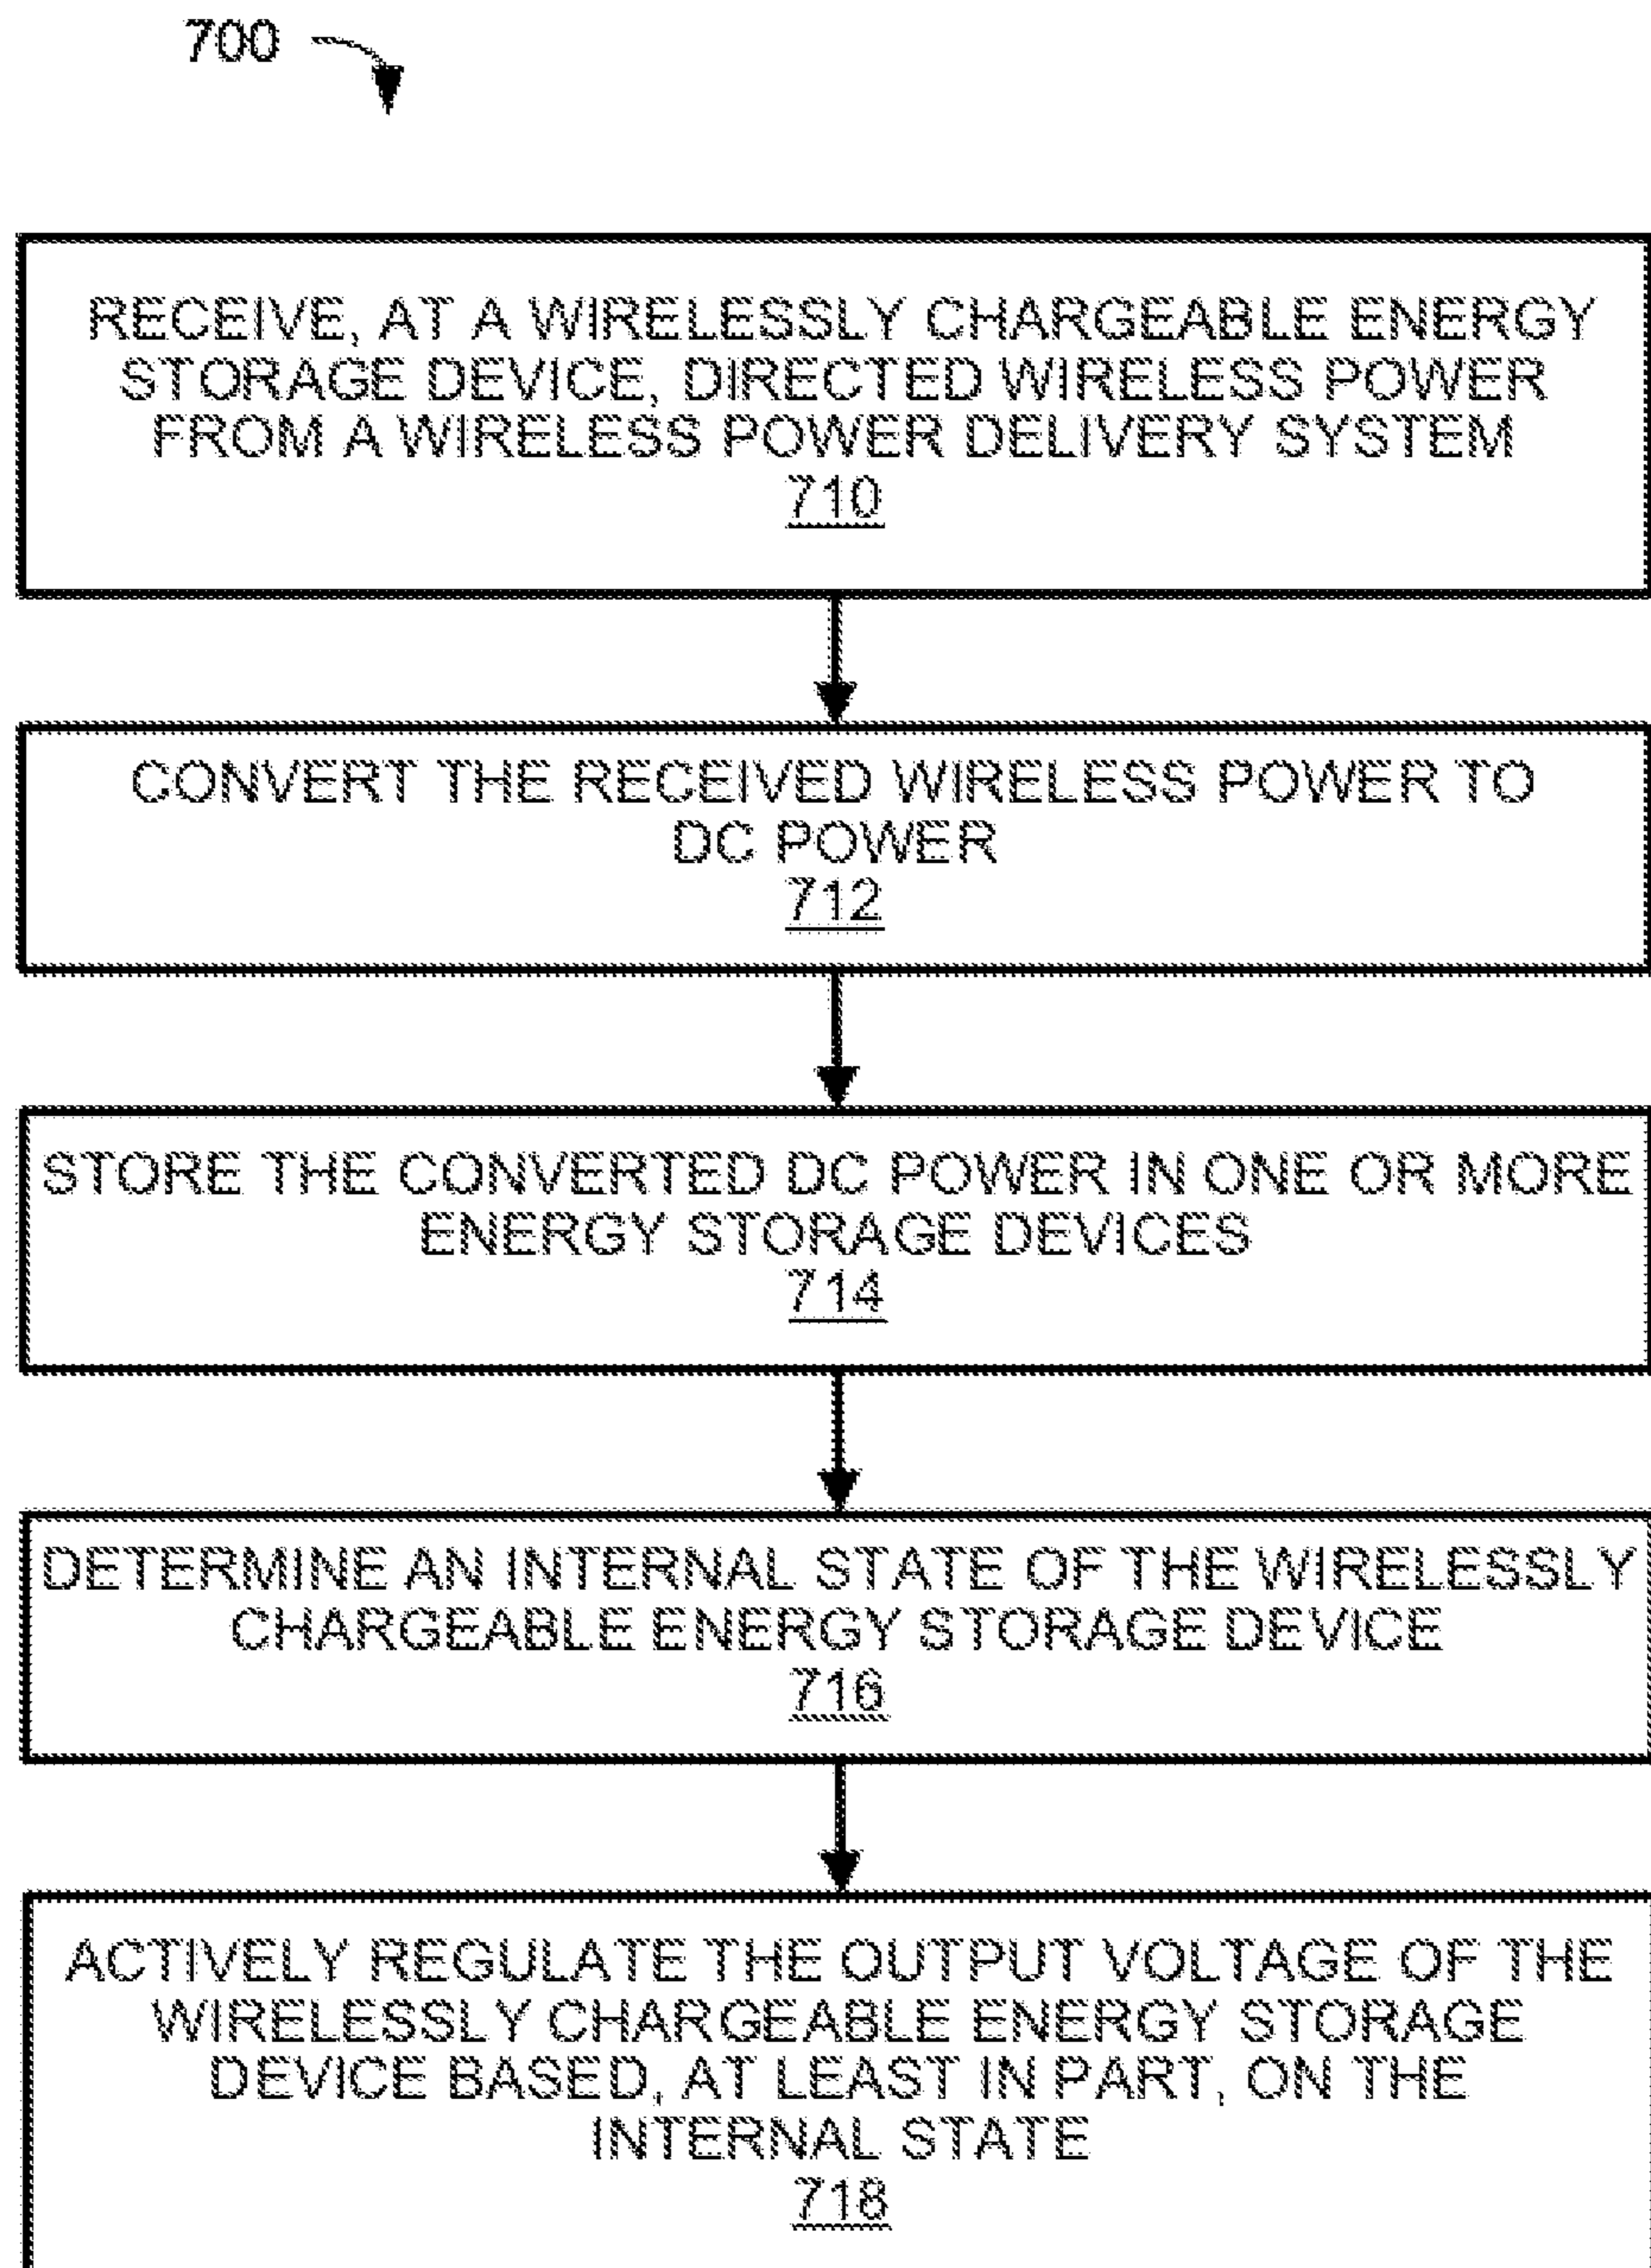 700
RECEIVE, AT A WIRELESSLY CHARGEABLE ENERGY
STORAGE DEVICE, DIRECTED WIRELESS POWER
FROM A WIRELESS POWER DELIVERY SYSTEM
710
CONVERT THE RECEIVED WIRELESS POWER TO
DC POWER
712
STORE THE CONVERTED DC POWER IN ONE OR MORE
ENERGY STORAGE DEVICES
714
DETERMINE AN INTERNAL STATE OF THE WIRELESSLY
CHARGEABLE ENERGY STORAGE DEVICE
716
ACTIVELY REGULATE THE OUTPUT VOLTAGE OF THE
WIRELESSLY CHARGEABLE ENERGY STORAGE
DEVICE BASED, AT LEAST IN PART, ON THE
INTERNAL STATE
718